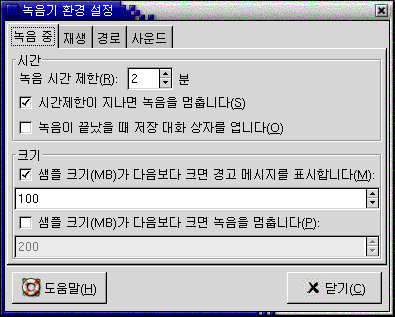 녹음기 환경 설정
녹음 중 재생 경로 사운드
시간
녹음 시간 제한(R): 2 분
시간제한이 지나면 녹음을 멈춥니다(S)
녹음이 끝났을 때 저장 대화 상자를 엽니다(O)
크기
샘플 크기(MB)가 다음보다 크면 경고 메시지를 표시합니다(M):
100
샘플 크기(MB)가 다음보다 크면 녹음을 멈춥니다(P):
200
도움말(H) 닫기(C)